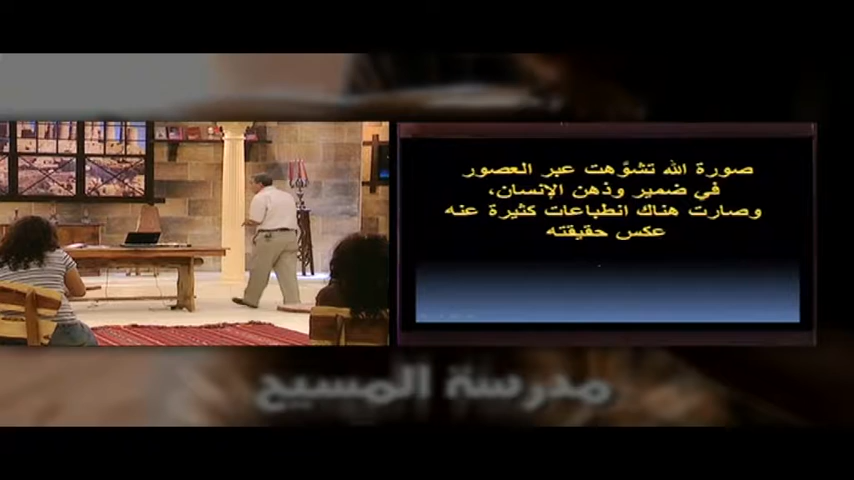 صورة الله تشوَّهت عبر العصور
في ضمير وذهن الإنسان،
وصارت هناك انطباعات كثيرة عنه
عكس حقيقته
مدرسة المسيح